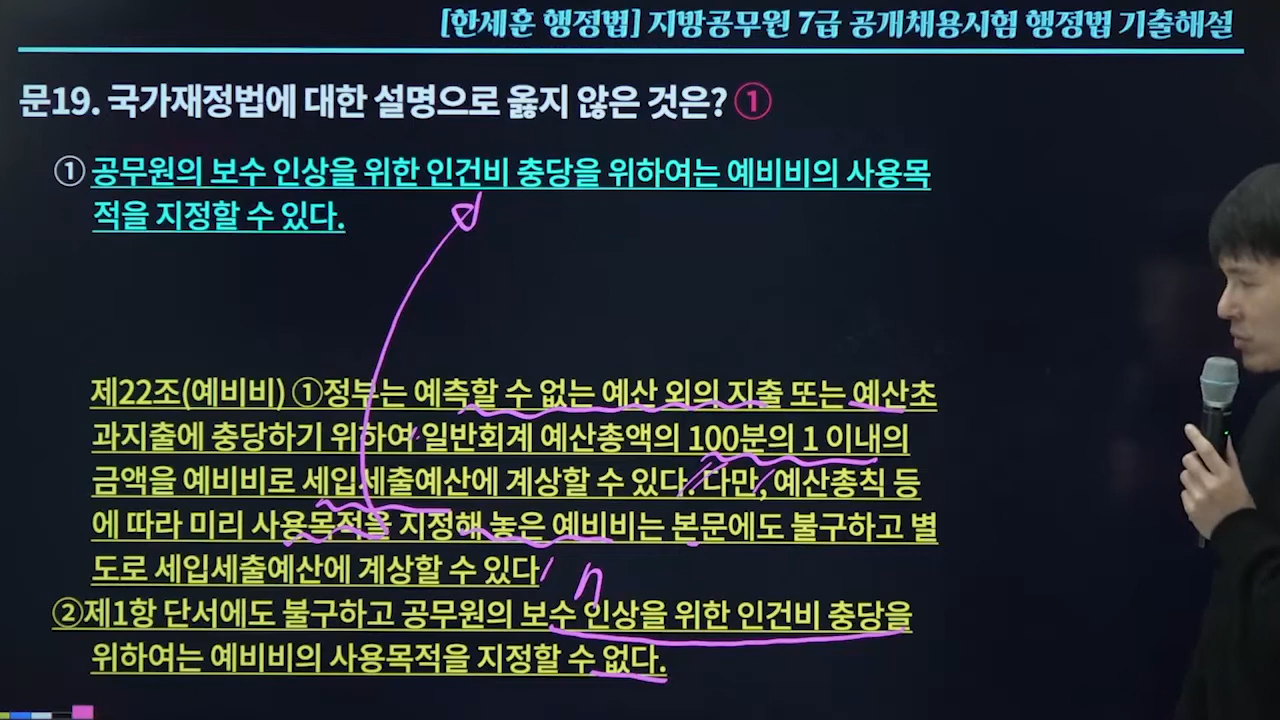 [한세훈 행정법] 지방공무원 7급 공개채용시험 행정법 기출해설
문19. 국가재정법에 대한 설명으로 옳지 않은 것은? ①
① 공무원의 보수 인상을 위한 인건비 충당을 위하여는 예비비의 사용목
적을 지정할 수 있다.
제22조(예비비) ①정부는 예측할 수 없는 예산 외의 지출 또는 예산초
과지출에 충당하기 위하여 일반회계 예산총액의 100분의 1 이내의
금액을 예비비로 세입세출예산에 계상할 수 있다. 다만, 예산총칙 등
에 따라 미리 사용목적을 지정해 놓은 예비비는 본문에도 불구하고 별
도로 세입세출예산에 계상할 수 있다
②제1항 단서에도 불구하고 공무원의 보수 인상을 위한 인건비 충당을
위하여는 예비비의 사용목적을 지정할 수 없다.